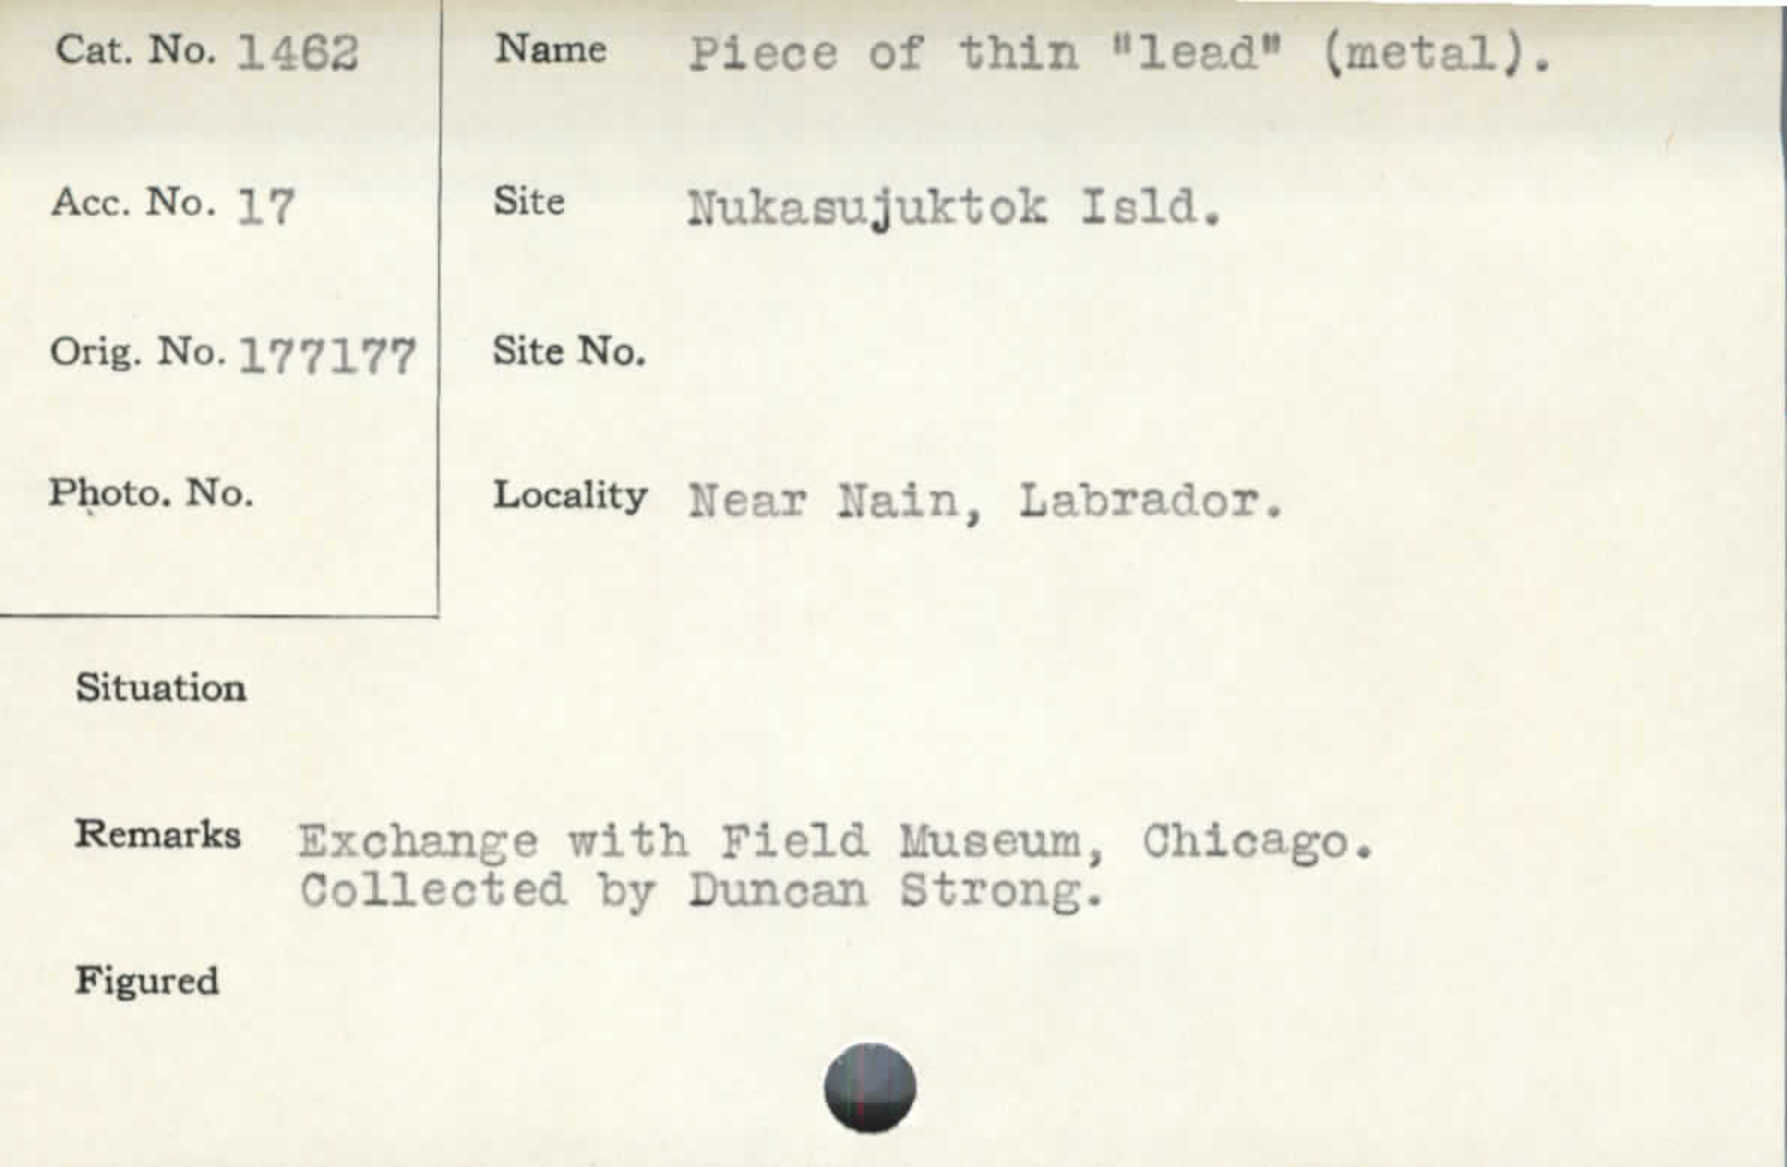 Cat. No. 1462
Name Piece of thin "lead" (metal).
Acc. No. 17
Site Nukasujuktok Isld.
Orig. No. 177177
Site No.
Photo. No.
Locality Near Nain, Labrador.
Situation
Remarks Exchange with Field Museum, Chicago.
Collected by Duncan Strong.
Figured